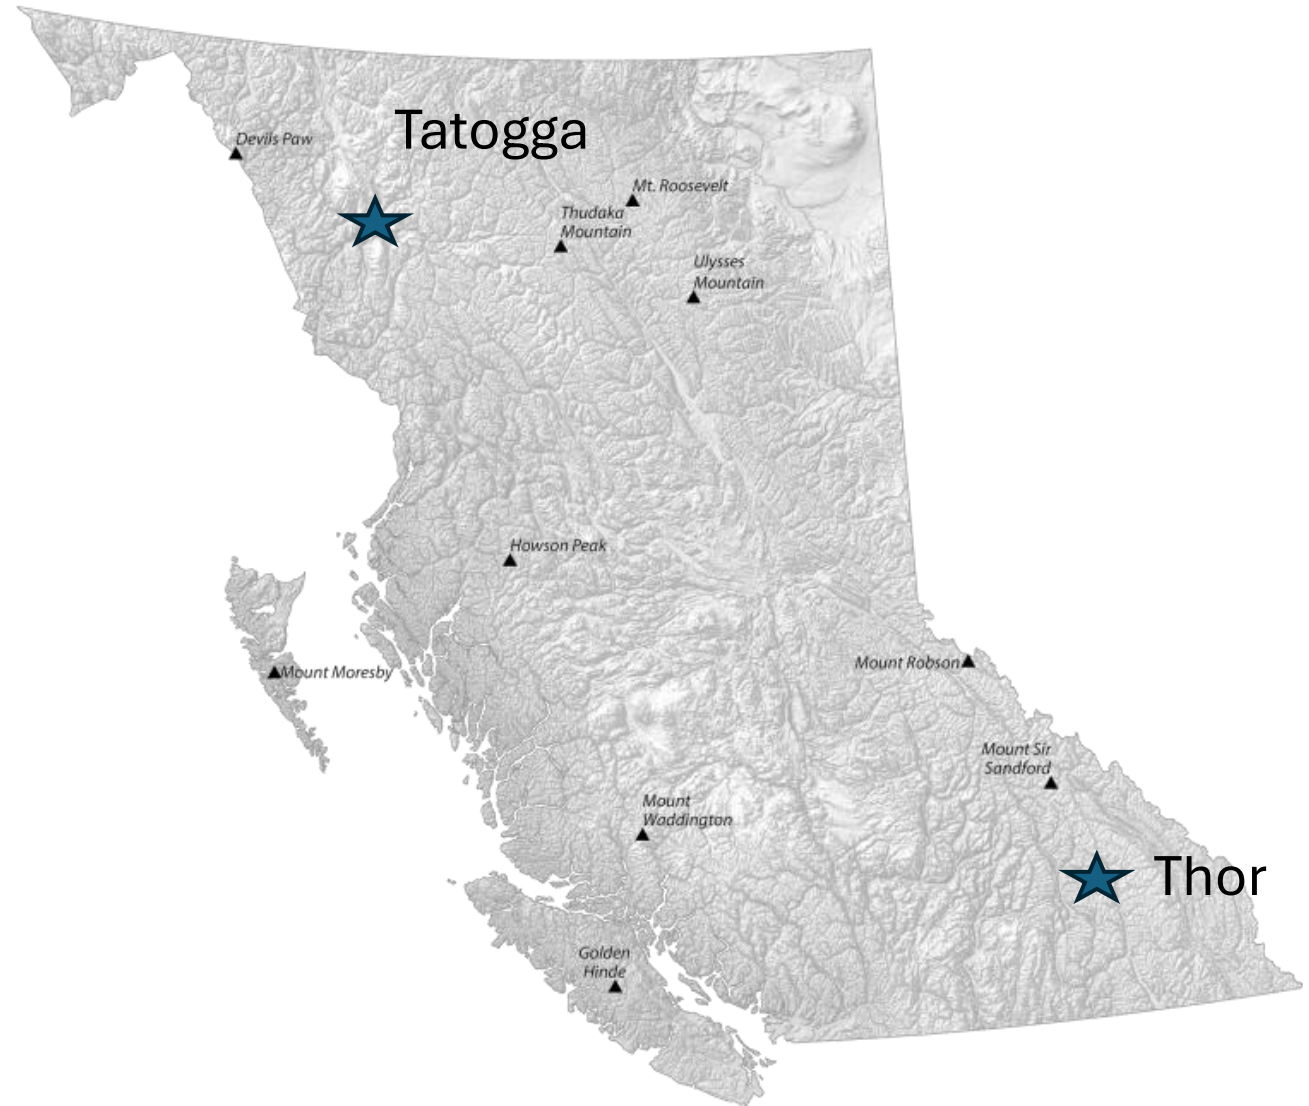 Tatogga
Devils Paw
Mt. Roosevelt
Thudaka
Mountain
Ulysses
Mountain
Howson Peak
Mount Moresby
Mount Robson
Mount Sir
Sandford
Mount
Waddington
Thor
Golden
Hinde